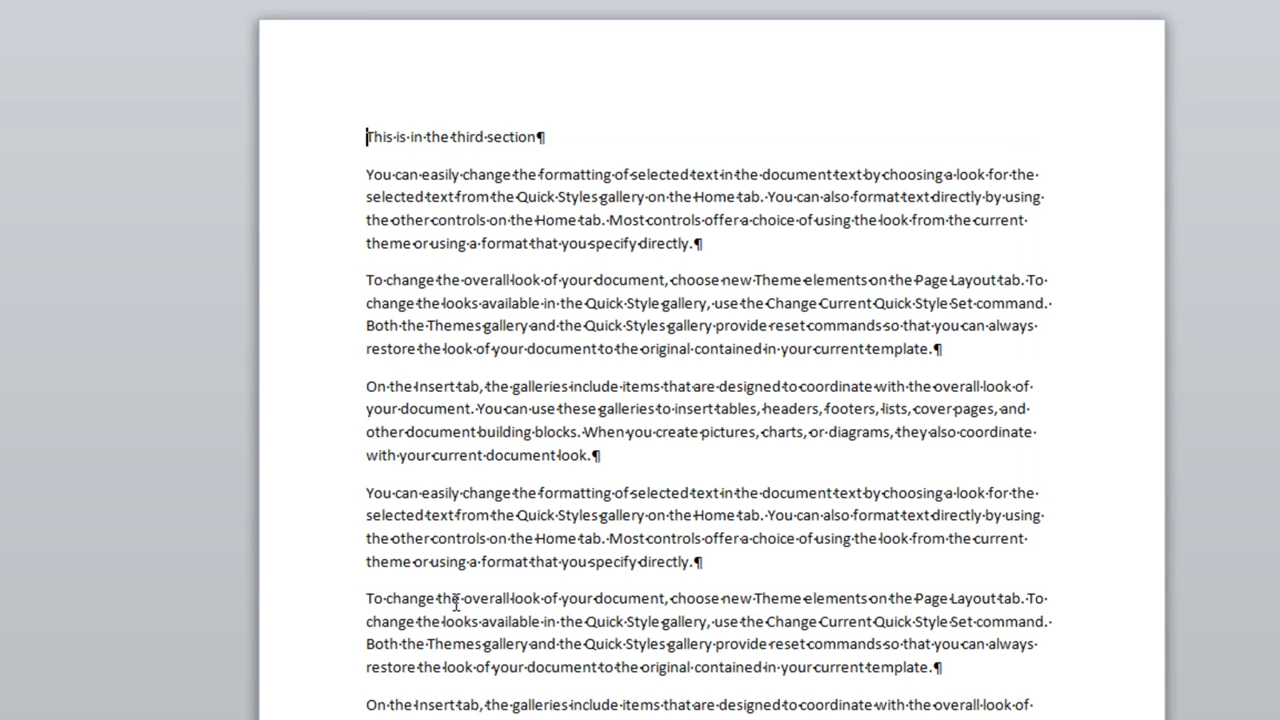 This is in the third section¶
You can easily change the formatting of selected text in the document text by choosing a look for the
selected text from the Quick Styles gallery on the Home tab. You can also format text directly by using
the other controls on the Home tab. Most controls offer a choice of using the look from the current
theme or using a format that you specify directly.¶
To change the overall look of your document, choose new Theme elements on the Page Layout tab. To
change the looks available in the Quick Style gallery, use the Change Current Quick Style Set command.
Both the Themes gallery and the Quick Styles gallery provide reset commands so that you can always
restore the look of your document to the original contained in your current template.¶
On the Insert tab, the galleries include items that are designed to coordinate with the overall look of
your document. You can use these galleries to insert tables, headers, footers, lists, cover pages, and
other document building blocks. When you create pictures, charts, or diagrams, they also coordinate
with your current document look.¶
You can easily change the formatting of selected text in the document text by choosing a look for the
selected text from the Quick Styles gallery on the Home tab. You can also format text directly by using
the other controls on the Home tab. Most controls offer a choice of using the look from the current
theme or using a format that you specify directly.¶
To change the overall look of your document, choose new Theme elements on the Page Layout tab. To
change the looks available in the Quick Style gallery, use the Change Current Quick Style Set command.
Both the Themes gallery and the Quick Styles gallery provide reset commands so that you can always
restore the look of your document to the original contained in your current template.¶
On the Insert tab, the galleries include items that are designed to coordinate with the overall look of